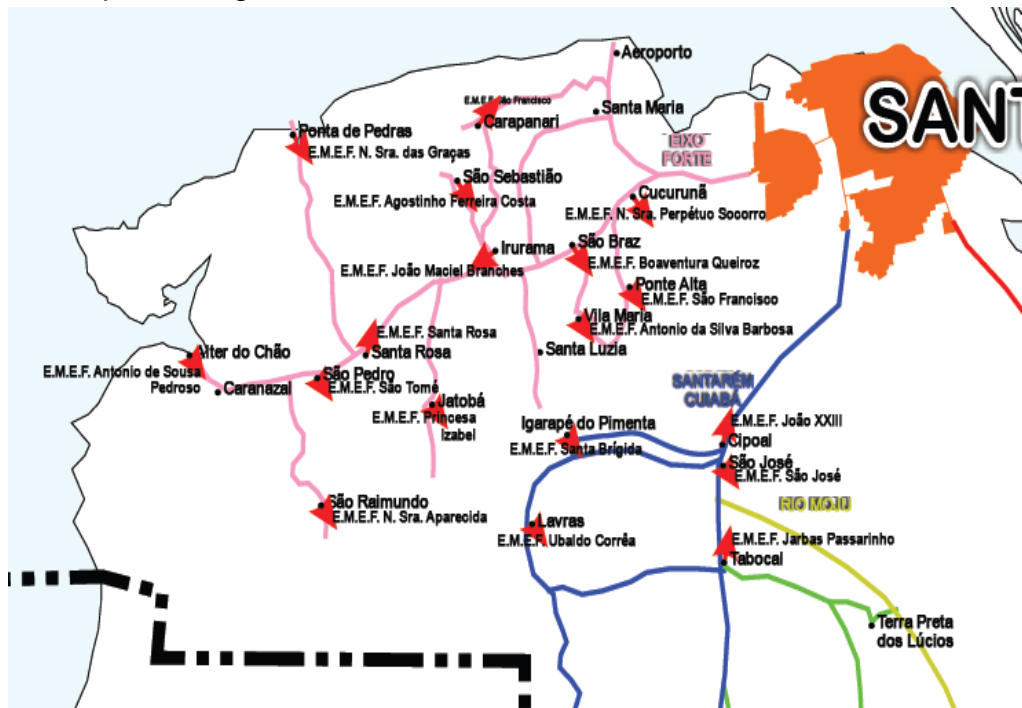 Aeroporto
SANT
E.M.E.F. São Francisco
Carapanari
Santa Maria
Ponta de Pedras
E.M.E.F. N. Sra. das Graças
EIXO
FORTE
São Sebastião
E.M.E.F. Agostinho Ferreira Costa
Cucurunã
E.M.E.F. N. Sra. Perpétuo Socorro
Irurama
E.M.E.F. João Maciel Branches
São Braz
E.M.E.F. Boaventura Queiroz
Ponte Alta
E.M.E.F. São Francisco
Vila Maria
E.M.E.F. Antonio da Silva Barbosa
E.M.E.F. Santa Rosa
Santa Rosa
Santa Luzia
Alter do Chão
E.M.E.F. Antonio de Sousa
Pedroso
Caranazal
São Pedro
E.M.E.F. São Tomé
SANTARÉM
CUIABÁ
Jatobá
E.M.E.F. Princesa
Izabel
Igarapé do Pimenta
E.M.E.F. Santa Brígida
E.M.E.F. João XXIII
Cipoal
São José
E.M.E.F. São José
São Raimundo
E.M.E.F. N. Sra. Aparecida
RIO MOJU
Lavras
E.M.E.F. Ubaldo Corrêa
E.M.E.F. Jarbas Passarinho
Tabocal
Terra Preta
dos Lúcios